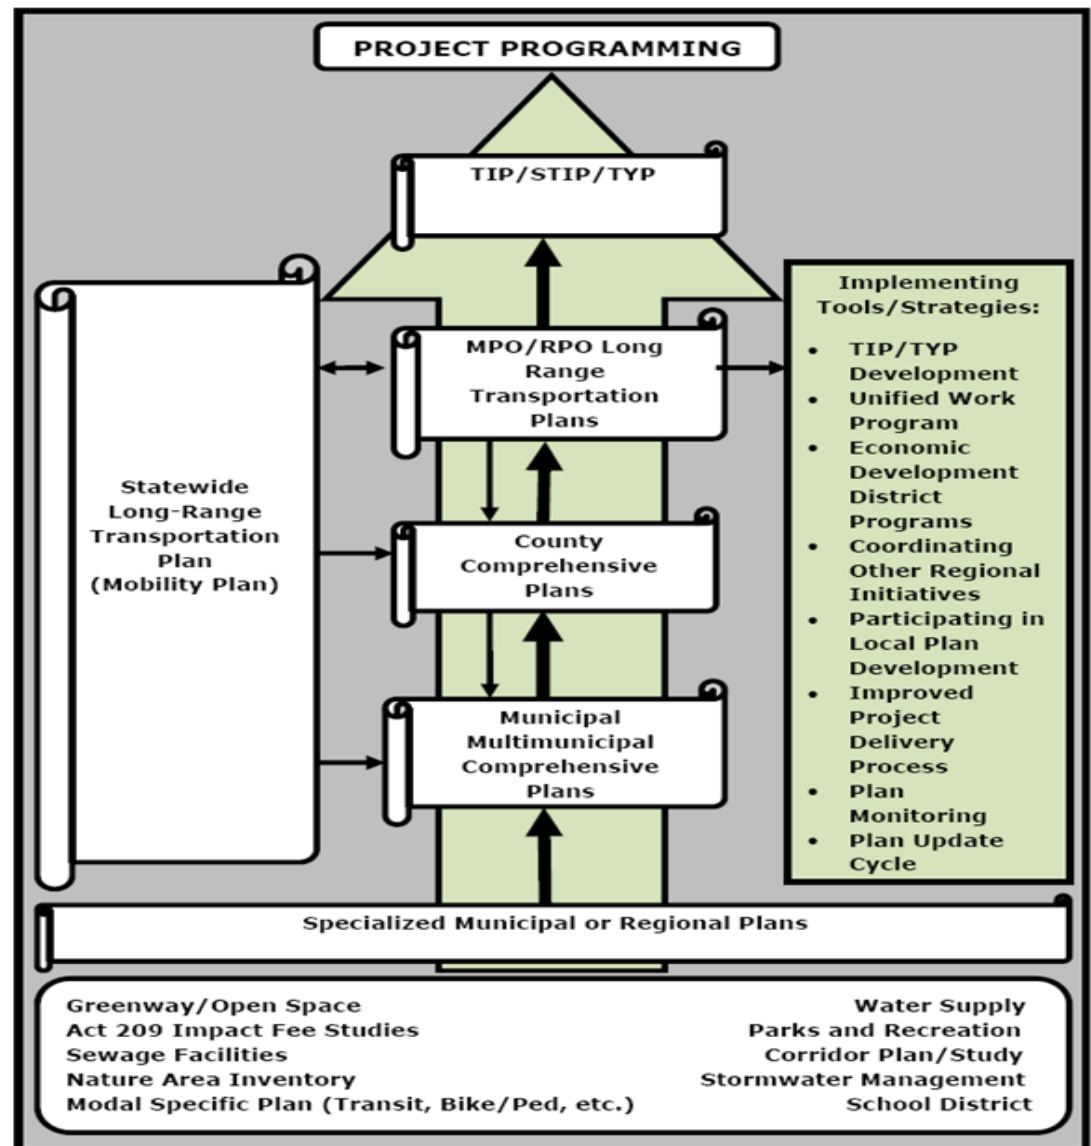 PROJECT PROGRAMMING
TIP/STIP/TYP
Statewide
Long-Range
Transportation
Plan
(Mobility Plan)
MPO/RPO Long
Range
Transportation
Plans
County
Comprehensive
Plans
Municipal
Multimunicipal
Comprehensive
Plans
Implementing
Tools/Strategies:
• TIP/TYP
Development
• Unified Work
Program
• Economic
Development
District
Programs
• Coordinating
Other Regional
Initiatives
• Participating in
Local Plan
Development
• Improved
Project
Delivery
Process
• Plan
Monitoring
• Plan Update
Cycle
Specialized Municipal or Regional Plans
Greenway/Open Space
Act 209 Impact Fee Studies
Sewage Facilities
Nature Area Inventory
Modal Specific Plan (Transit, Bike/Ped, etc.)
Water Supply
Parks and Recreation
Corridor Plan/Study
Stormwater Management
School District